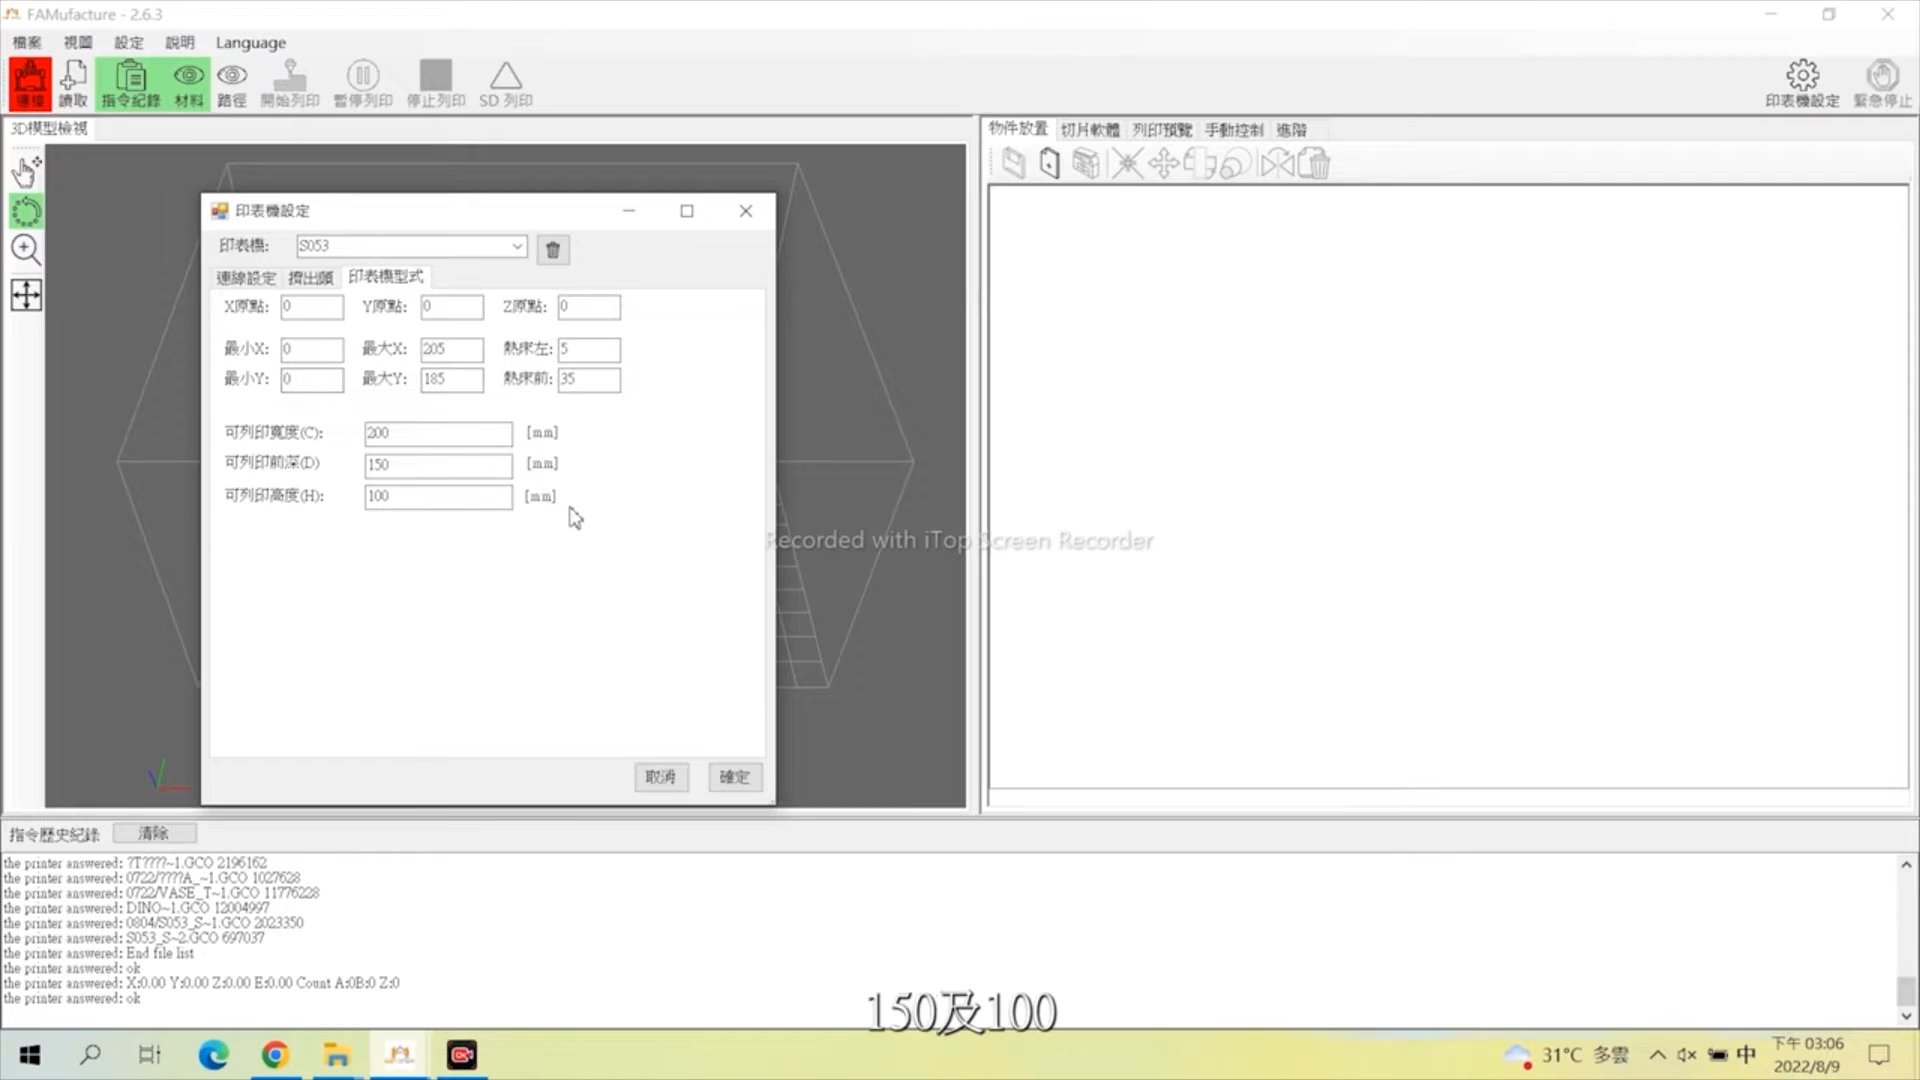 FAMufacture - 2.6.3
檔案 視圖 設定 說明 Language
連接 讀取 指令紀錄 材料 路徑 開始列印 暫停列印 停止列印 SD 列印 印表機設定 緊急停止
3D模型檢視
物件放置 切片軟體 列印預覽 手動控制 進階
印表機設定
印表機: S053
連線設定 擠出頭 印表機型式
X原點: 0 Y原點: 0 Z原點: 0
最小X: 0 最大X: 205 熱床左: 5
最小Y: 0 最大Y: 185 熱床前: 35
可列印寬度(C): 200 [mm]
可列印前深(D) 150 [mm]
可列印高度(H): 100 [mm]
Recorded with iTop Screen Recorder
取消 確定
指令歷史紀錄 清除
the printer answered: ?T????~1.GCO 2196162
the printer answered: 0722/????A_~1.GCO 1027628
the printer answered: 0722/VASE_T~1.GCO 11776228
the printer answered: DINO~1.GCO 12004997
the printer answered: 0804/S053_S~1.GCO 2023350
the printer answered: S053_S~2.GCO 697037
the printer answered: End file list
the printer answered: ok
the printer answered: X:0.00 Y:0.00 Z:0.00 E:0.00 Count A:0B:0 Z:0
the printer answered: ok
150及100
31°C 多雲 中 下午 03:06
2022/8/9